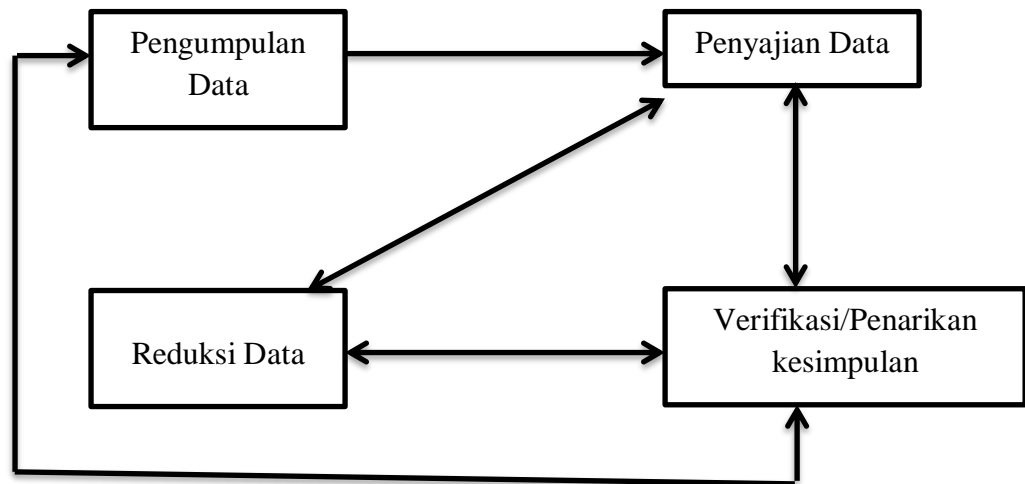 Pengumpulan
Data
Penyajian Data
Reduksi Data
Verifikasi/Penarikan
kesimpulan